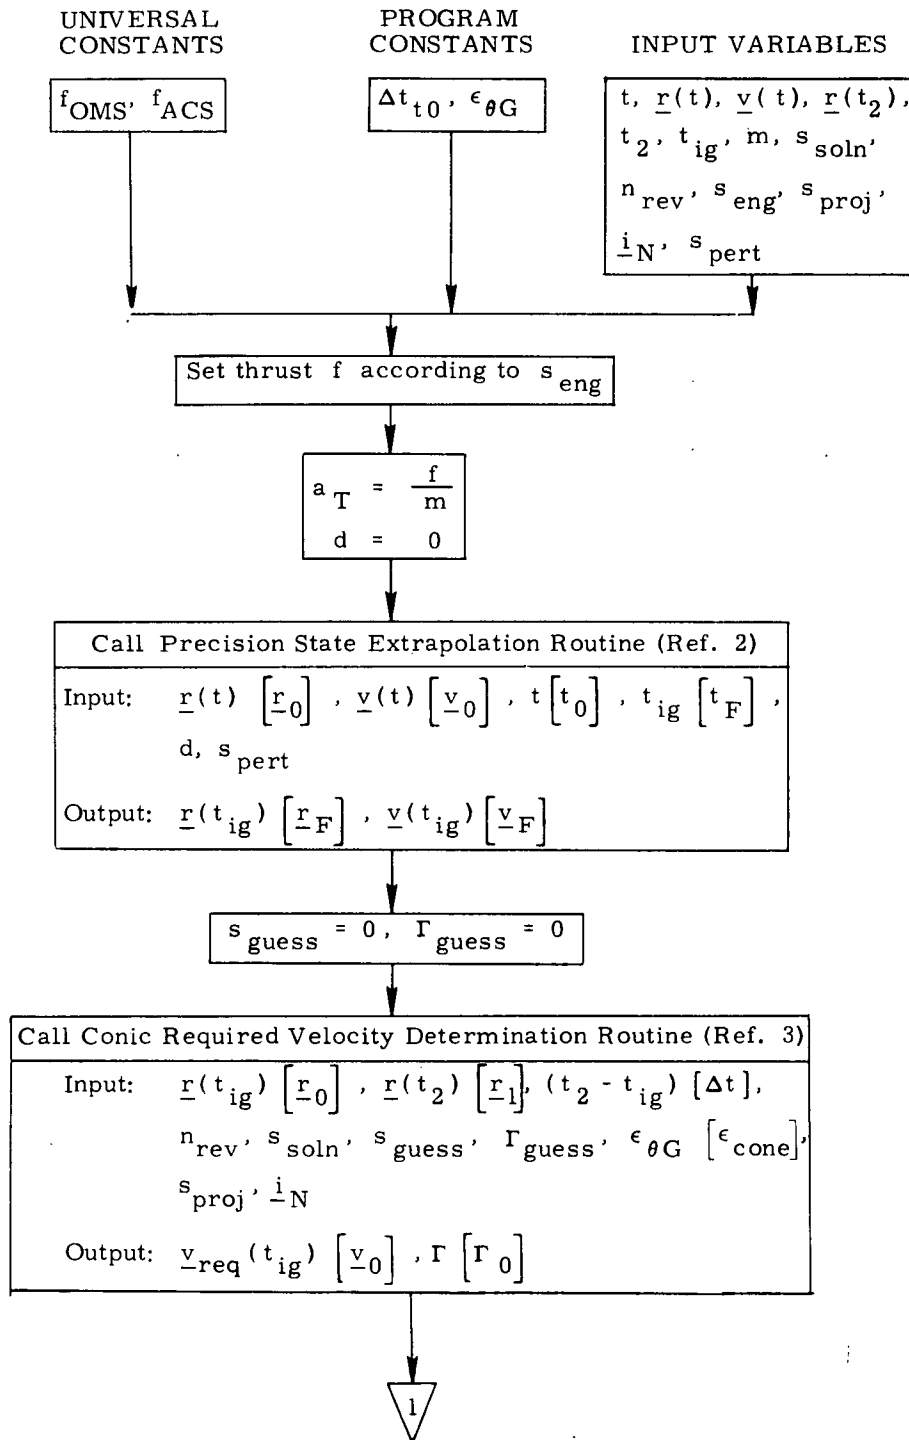 UNIVERSAL CONSTANTS
f_OMS, f_ACS
PROGRAM CONSTANTS
Δt_t0, ϵ_θG
INPUT VARIABLES
t, r(t), v(t), r(t_2),
t_2, t_ig, m, s_soln,
n_rev, s_eng, s_proj,
i_N, s_pert
Set thrust f according to s_eng
a_T = f/m
d = 0
Call Precision State Extrapolation Routine (Ref. 2)
Input: r(t) [r_0], v(t) [v_0], t [t_0], t_ig [t_F],
d, s_pert
Output: r(t_ig) [r_F], v(t_ig) [v_F]
s_guess = 0, Γ_guess = 0
Call Conic Required Velocity Determination Routine (Ref. 3)
Input: r(t_ig) [r_0], r(t_2) [r_1], (t_2 - t_ig) [Δt],
n_rev, s_soln, s_guess, Γ_guess, ϵ_θG [ϵ_cone],
s_proj, i_N
Output: v_req(t_ig) [v_0], Γ [Γ_0]
1